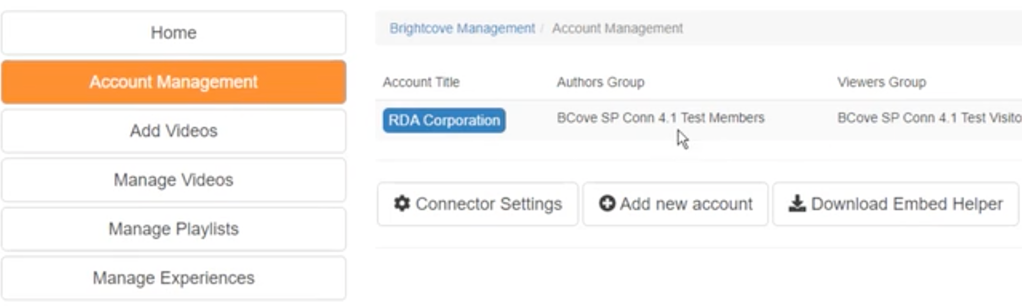 Home
Account Management
Add Videos
Manage Videos
Manage Playlists
Manage Experiences
Brightcove Management / Account Management
Account Title Authors Group Viewers Group
RDA Corporation BCove SP Conn 4.1 Test Members BCove SP Conn 4.1 Test Visito
Connector Settings Add new account Download Embed Helper